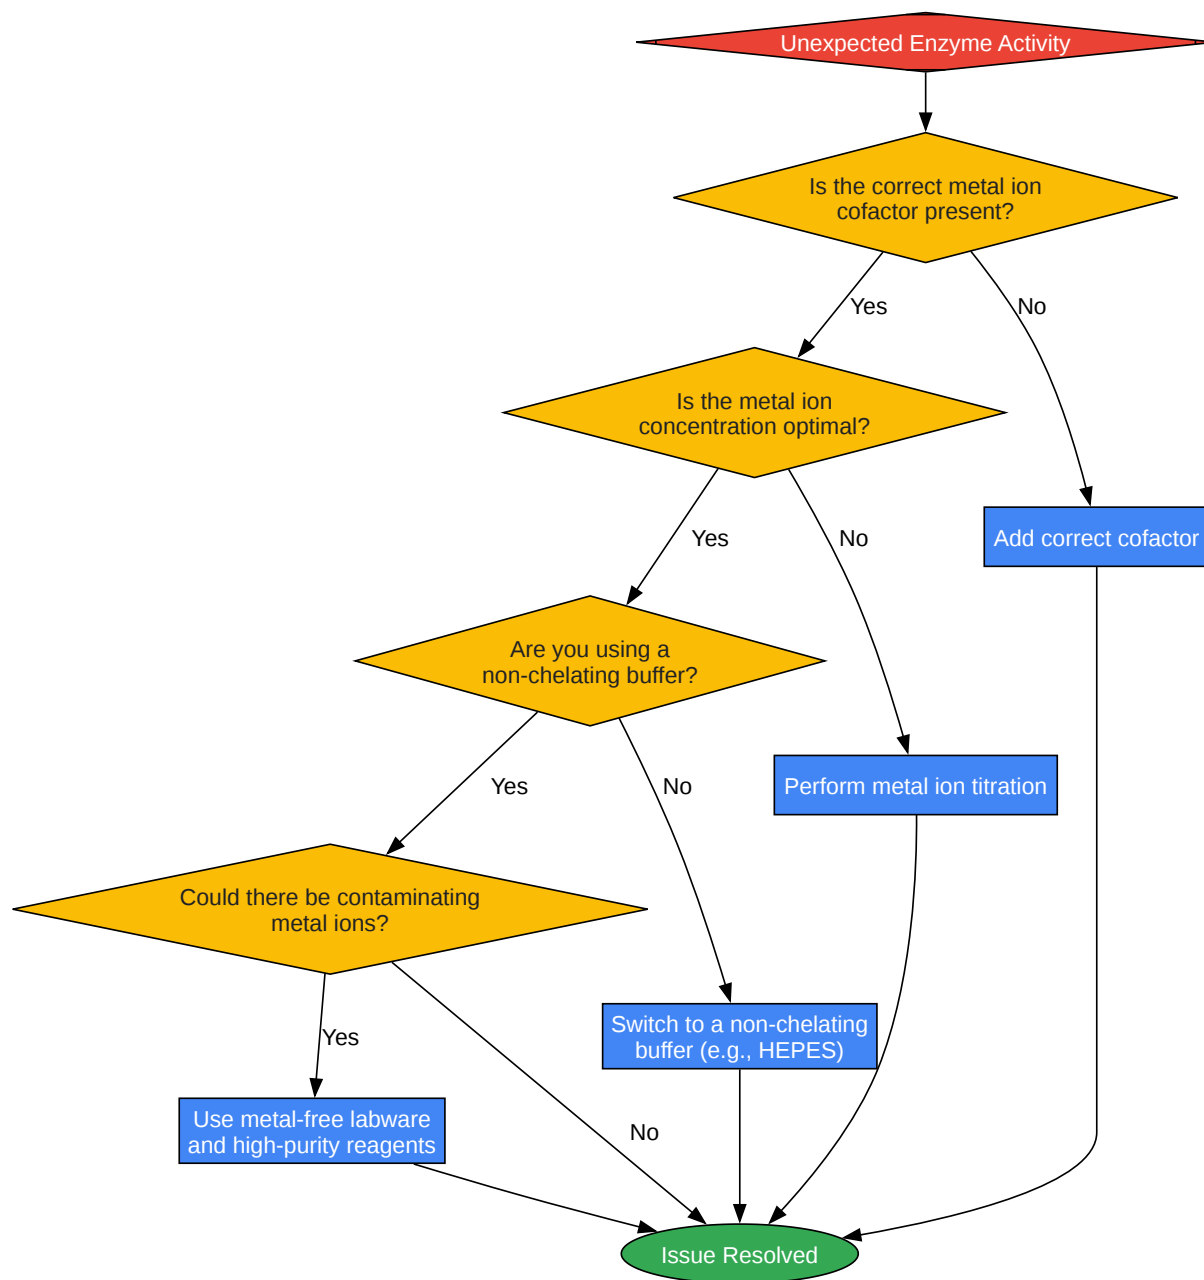 Unexpected Enzyme Activity
Is the correct metal ion
cofactor present?
Yes
No
Is the metal ion
concentration optimal?
Yes
No
Add correct cofactor
Are you using a
non-chelating buffer?
Yes
No
Perform metal ion titration
Could there be contaminating
metal ions?
Switch to a non-chelating
buffer (e.g., HEPES)
Yes
Use metal-free labware
and high-purity reagents
No
Issue Resolved